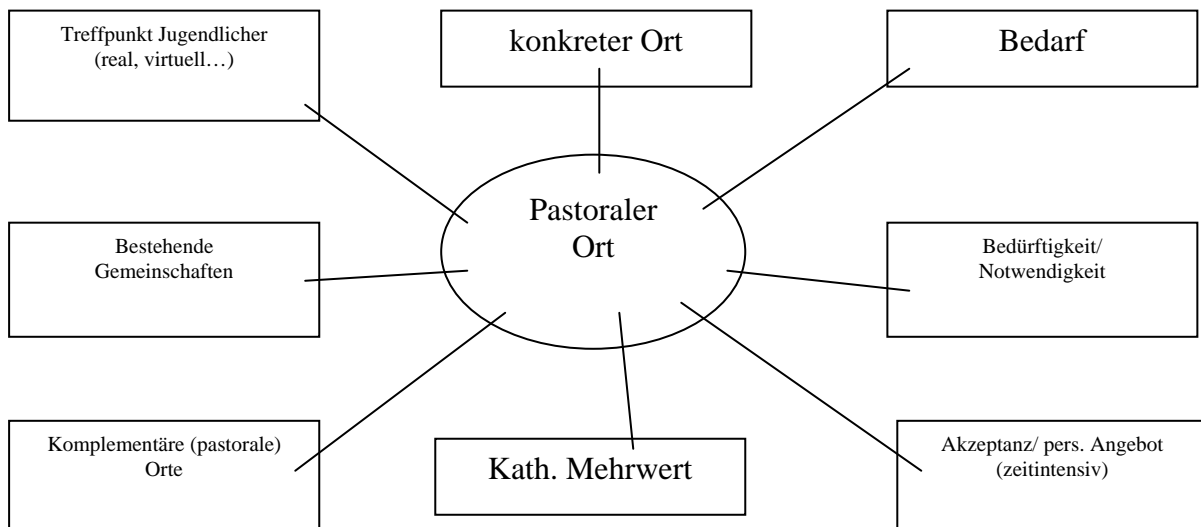 Treffpunkt Jugendlicher
(real, virtuell…)
konkreter Ort
Bedarf
Pastoraler
Ort
Bestehende
Gemeinschaften
Bedürftigkeit/
Notwendigkeit
Komplementäre (pastorale)
Orte
Kath. Mehrwert
Akzeptanz/ pers. Angebot
(zeitintensiv)